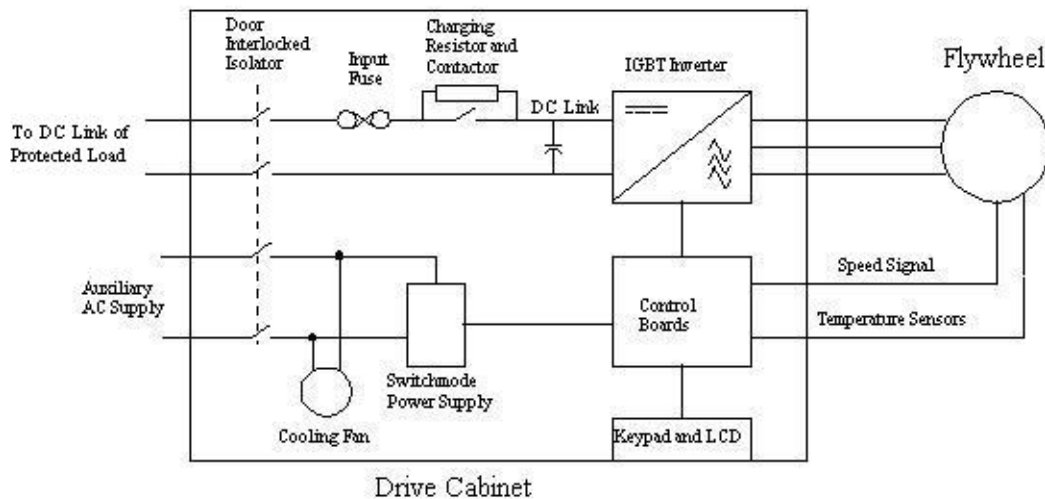 Door
Interlocked
Isolator
Input
Fuse
Charging
Resistor and
Contactor
DC Link
IGBT Inverter
Flywheel
To DC Link of
Protected Load
Auxiliary
AC Supply
Speed Signal
Control
Boards
Temperature Sensors
Switchmode
Power Supply
Cooling Fan
Keypad and LCD
Drive Cabinet